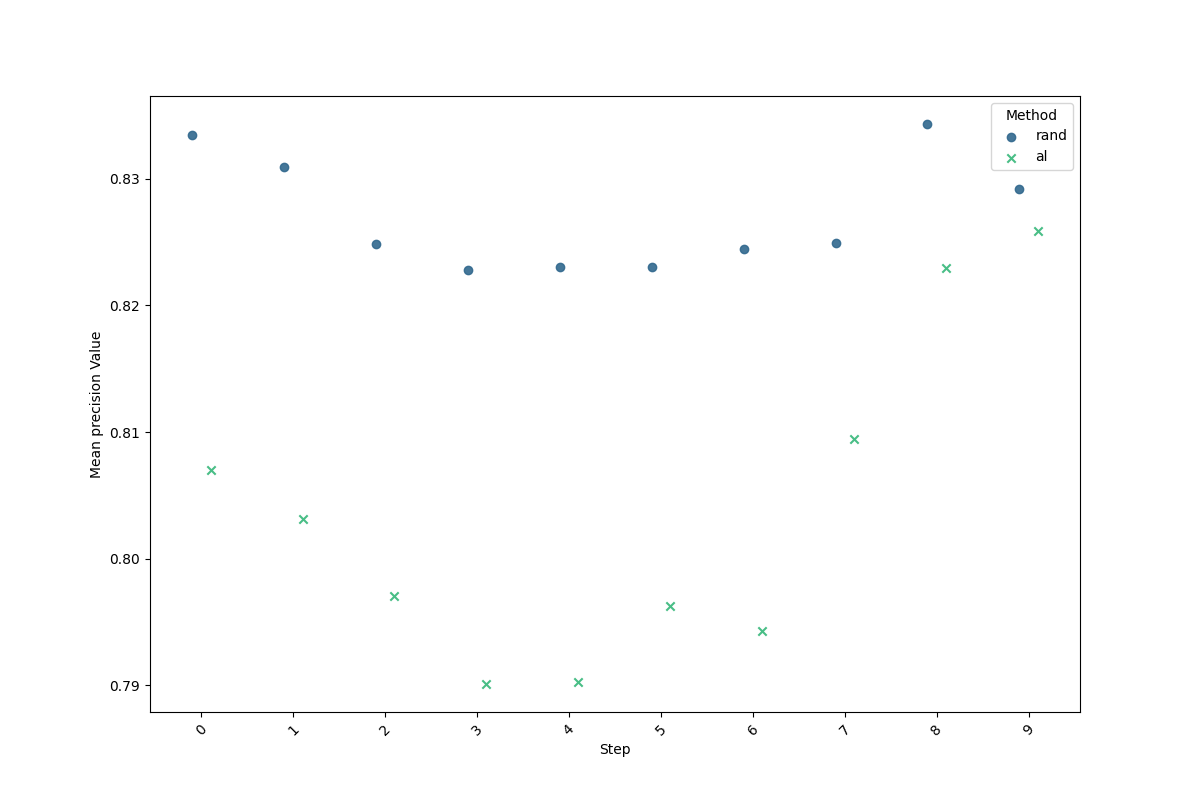 Method
rand
al
0.83
0.82
0.81
0.80
0.79
Mean precision Value
0 1 2 3 4 5 6 7 8 9
Step